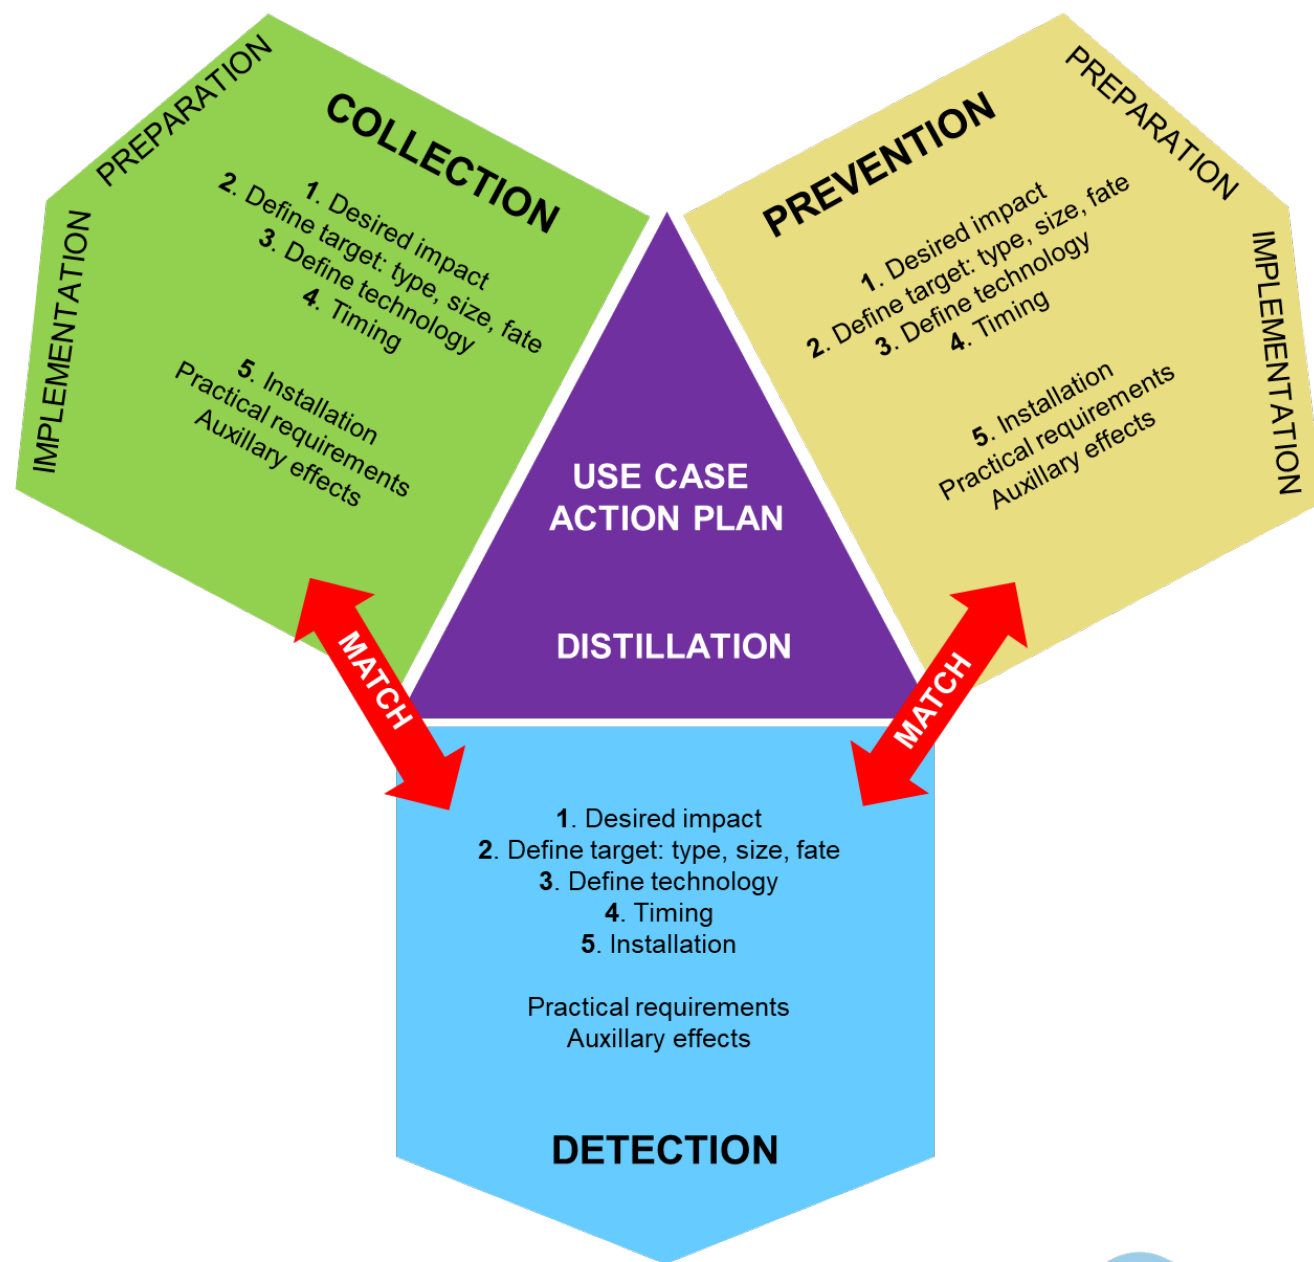 PREPARATION
IMPLEMENTATION
COLLECTION
1. Desired impact
2. Define target: type, size, fate
3. Define technology
4. Timing
5. Installation
Practical requirements
Auxillary effects
PREVENTION
1. Desired impact
2. Define target: type, size, fate
3. Define technology
4. Timing
5. Installation
Practical requirements
Auxillary effects
PREPARATION
IMPLEMENTATION
USE CASE
ACTION PLAN
DISTILLATION
MATCH
MATCH
1. Desired impact
2. Define target: type, size, fate
3. Define technology
4. Timing
5. Installation
Practical requirements
Auxillary effects
DETECTION